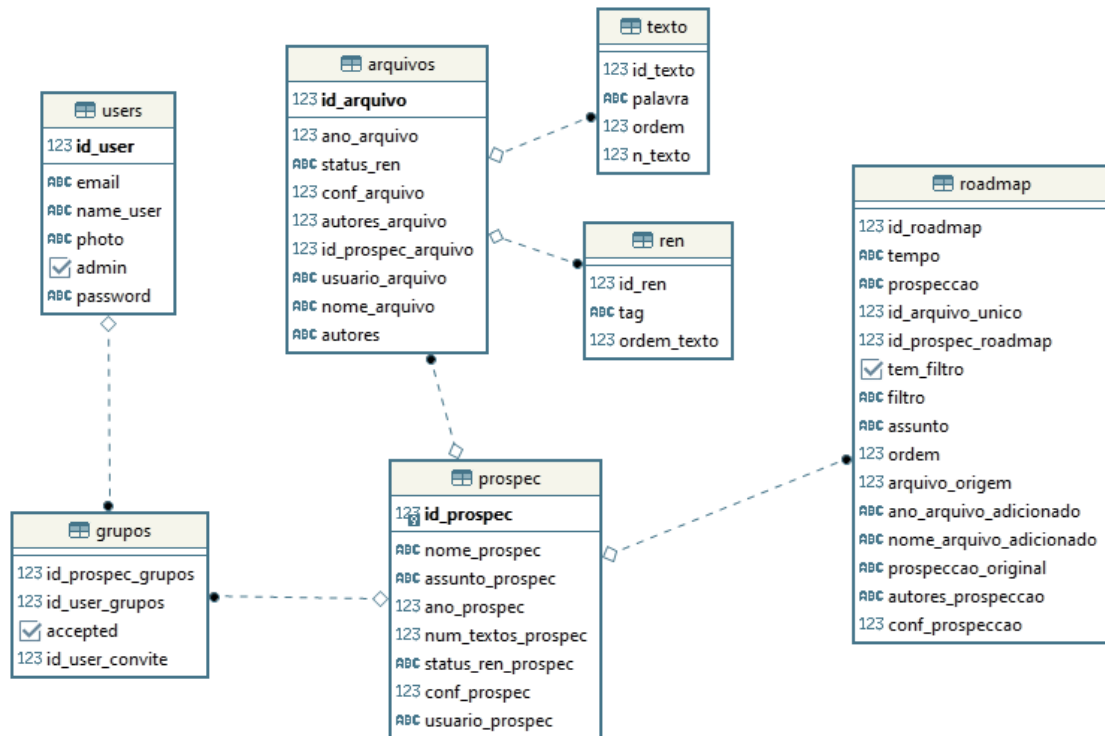 users
123 id_user
ABC email
ABC name_user
ABC photo
admin
ABC password
arquivos
123 id_arquivo
123 ano_arquivo
ABC status_ren
123 conf_arquivo
123 autores_arquivo
123 id_prospec_arquivo
ABC usuario_arquivo
ABC nome_arquivo
ABC autores
texto
123 id_texto
ABC palavra
123 ordem
123 n_texto
ren
123 id_ren
ABC tag
123 ordem_texto
roadmap
123 id_roadmap
ABC tempo
ABC prospeccao
123 id_arquivo_unico
123 id_prospec_roadmap
tem_filtro
ABC filtro
ABC assunto
123 ordem
123 arquivo_origem
ABC ano_arquivo_adicionado
ABC nome_arquivo_adicionado
ABC prospeccao_original
ABC autores_prospeccao
123 conf_prospeccao
grupos
123 id_prospec_grupos
123 id_user_grupos
accepted
123 id_user_convite
prospec
123 id_prospec
ABC nome_prospec
ABC assunto_prospec
123 ano_prospec
123 num_textos_prospec
ABC status_ren_prospec
123 conf_prospec
ABC usuario_prospec